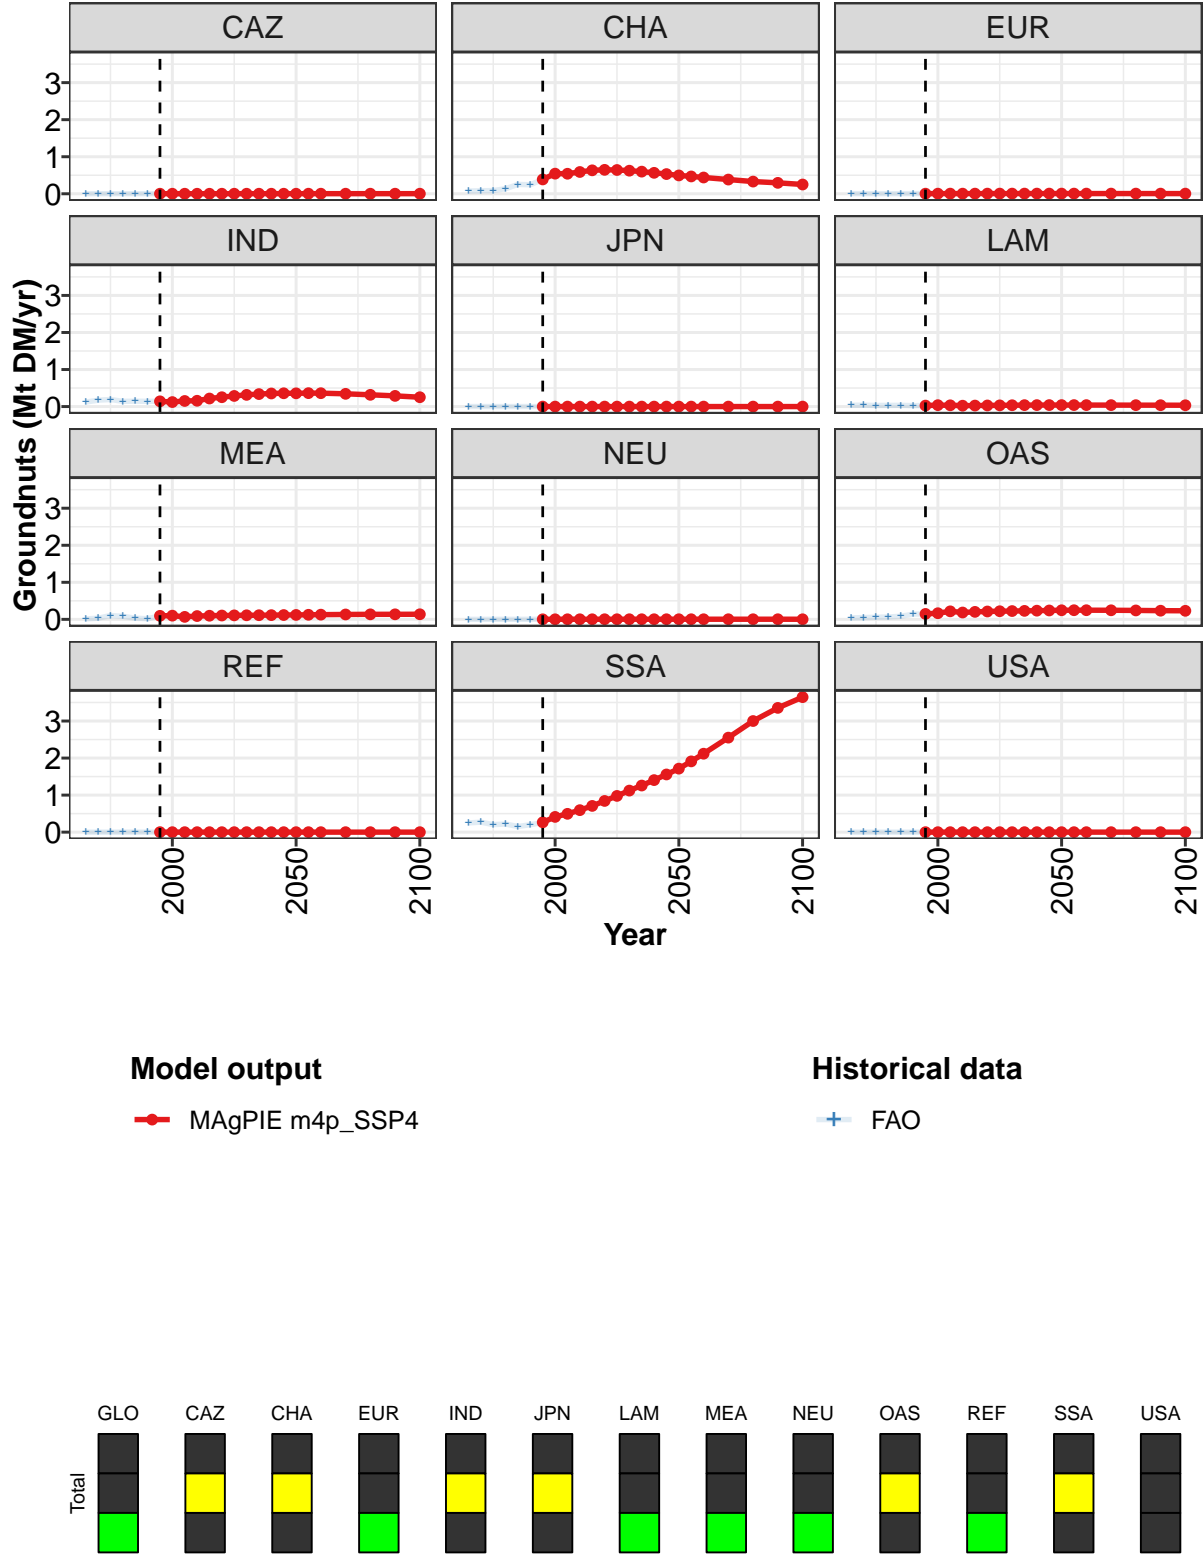 CAZ CHA EUR
3
2
1
0
IND JPN LAM
3
2
1
0
MEA NEU OAS
3
2
1
0
REF SSA USA
3
2
1
0
Groundnuts (Mt DM/yr)
2000 2050 2100 2000 2050 2100 2000 2050 2100
Year
Model output Historical data
MAgPIE m4p_SSP4 FAO
GLO CAZ CHA EUR IND JPN LAM MEA NEU OAS REF SSA USA
Total